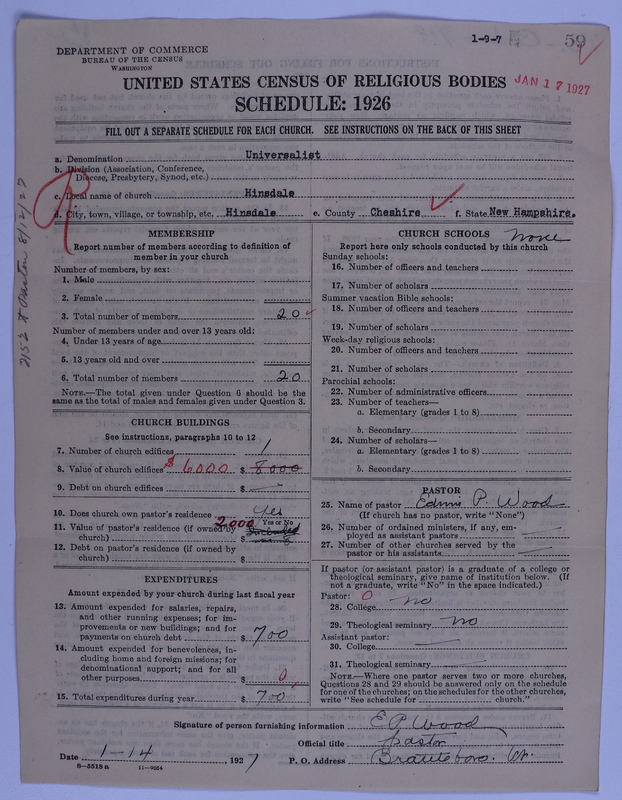 1-9-7
59
DEPARTMENT OF COMMERCE
BUREAU OF THE CENSUS
WASHINGTON
UNITED STATES CENSUS OF RELIGIOUS BODIES
JAN 17 1927
SCHEDULE: 1926
FILL OUT A SEPARATE SCHEDULE FOR EACH CHURCH. SEE INSTRUCTIONS ON THE BACK OF THIS SHEET
a. Denomination Universalist
b. Division (Association, Conference,
Diocese, Presbytery, Synod, etc.)
R
c. Local name of church Hinsdale
d. City, town, village, or township, etc. Hinsdale e. County Cheshire f. State New Hampshire.
MEMBERSHIP
Report number of members according to definition of
member in your church
Number of members, by sex:
1. Male
2. Female
3. Total number of members 20
Number of members under and over 13 years old:
4. Under 13 years of age
5. 13 years old and over
6. Total number of members 20
NOTE.—The total given under Question 6 should be
same as the total of males and females given under Question 3.
CHURCH BUILDINGS
See instructions, paragraphs 10 to 12
7. Number of church edifices 1
8. Value of church edifices $6000 $ 8000
9. Debt on church edifices $
10. Does church own pastor's residence Yes
Yes or No
11. Value of pastor's residence (if owned by 2,000
church) $ Included
12. Debt on pastor's residence (if owned by
church) $
EXPENDITURES
Amount expended by your church during last fiscal year
13. Amount expended for salaries, repairs,
and other running expenses; for im-
provements or new buildings; and for
payments on church debt $ 700
14. Amount expended for benevolences, in-
cluding home and foreign missions; for
denominational support; and for all
other purposes $ 0
15. Total expenditures during year $ 700
CHURCH SCHOOLS None
Report here only schools conducted by this church
Sunday schools:
16. Number of officers and teachers
17. Number of scholars
Summer vacation Bible schools:
18. Number of officers and teachers
19. Number of scholars
Week-day religious schools:
20. Number of officers and teachers
21. Number of scholars
Parochial schools:
22. Number of administrative officers
23. Number of teachers—
a. Elementary (grades 1 to 8)
b. Secondary
24. Number of scholars—
a. Elementary (grades 1 to 8)
b. Secondary
PASTOR
25. Name of pastor P. Wood
(If church has no pastor, write "None")
26. Number of ordained ministers, if any, em-
ployed as assistant pastors
27. Number of other churches served by the
pastor or his assistants
If pastor (or assistant pastor) is a graduate of a college or
theological seminary, give name of institution below. (If
not a graduate, write "No" in the space indicated.)
Pastor: 0
28. College no
29. Theological seminary no
Assistant pastor:
30. College
31. Theological seminary
NOTE.—Where one pastor serves two or more churches,
Questions 28 and 29 should be answered only on the schedule
for one of the churches; on the schedules for the other churches,
write "See schedule for church."
Signature of person furnishing information E P Wood
Official title pastor
Date 1-14, 1927 P. O. Address Brattleboro. Vt.
8-5518 a 11-9664